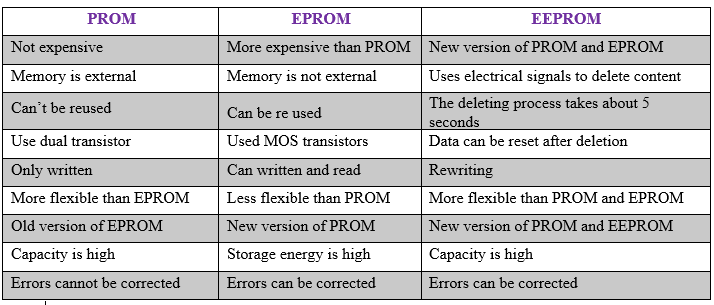 PROM EPROM EEPROM
Not expensive More expensive than PROM New version of PROM and EPROM
Memory is external Memory is not external Uses electrical signals to delete content
Can't be reused Can be re used The deleting process takes about 5
seconds
Use dual transistor Used MOS transistors Data can be reset after deletion
Only written Can written and read Rewriting
More flexible than EPROM Less flexible than PROM More flexible than PROM and EPROM
Old version of EPROM New version of PROM New version of PROM and EEPROM
Capacity is high Storage energy is high Capacity is high
Errors cannot be corrected Errors can be corrected Errors can be corrected